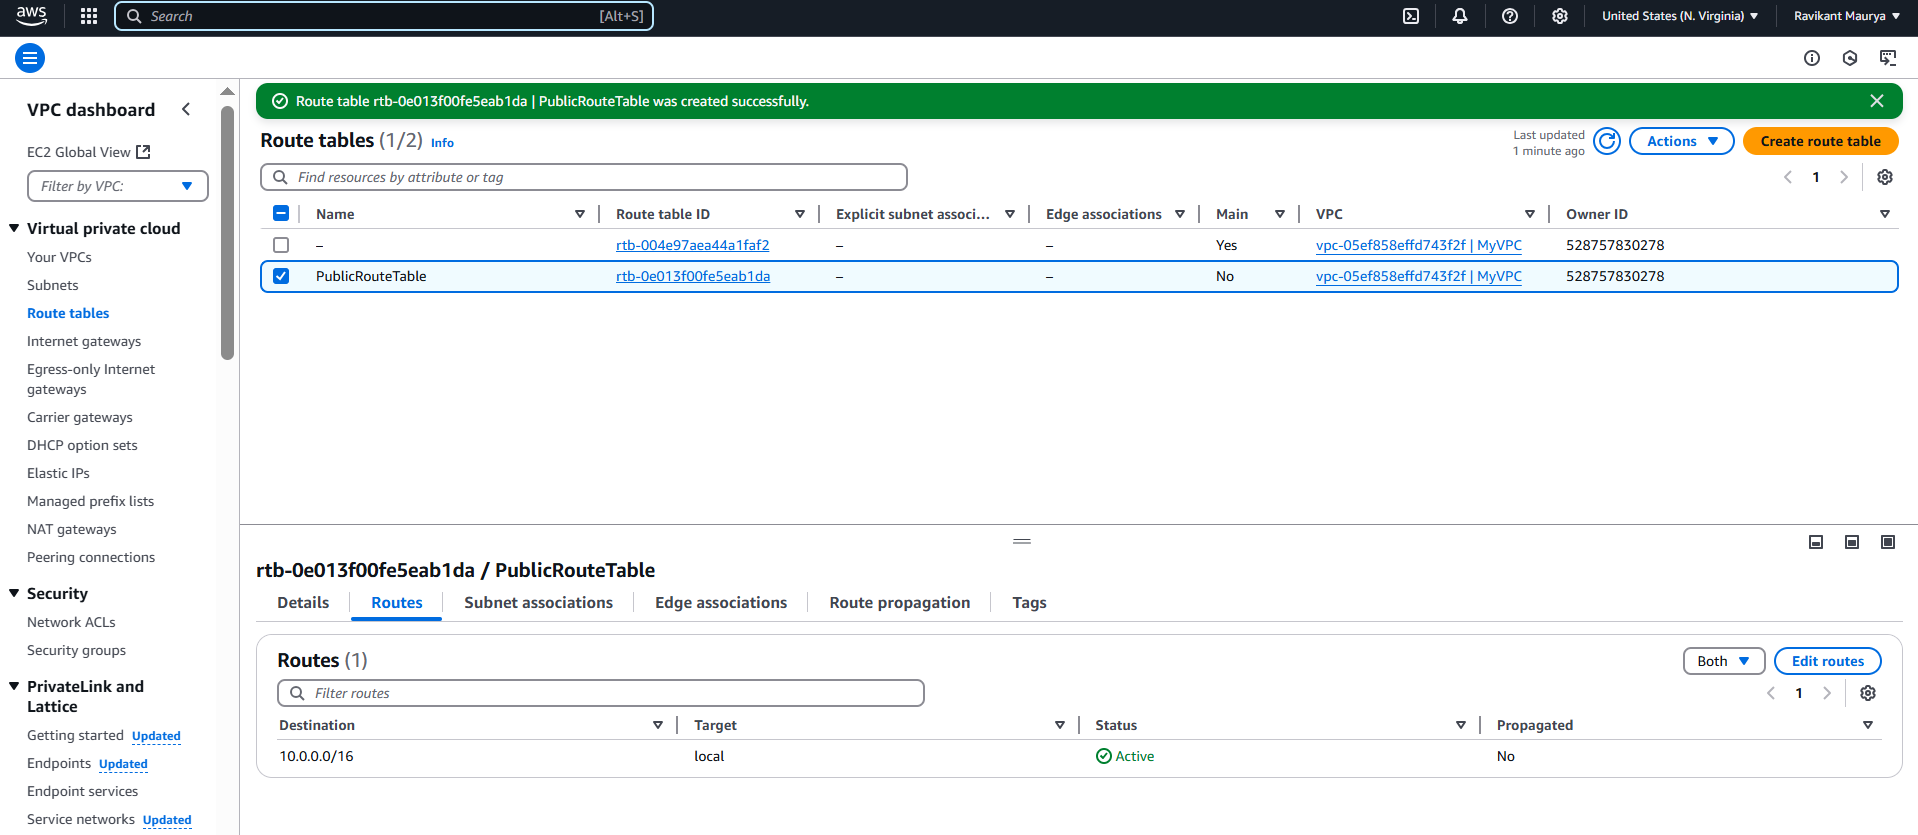 aws
Search [Alt+S]
United States (N. Virginia)
Ravikant Maurya
VPC dashboard
EC2 Global View
Filter by VPC:
Virtual private cloud
Your VPCs
Subnets
Route tables
Internet gateways
Egress-only Internet
gateways
Carrier gateways
DHCP option sets
Elastic IPs
Managed prefix lists
NAT gateways
Peering connections
Security
Network ACLs
Security groups
PrivateLink and
Lattice
Getting started Updated
Endpoints Updated
Endpoint services
Service networks Updated
Route table rtb-0e013f00fe5eab1da | PublicRouteTable was created successfully.
Route tables (1/2) Info
Last updated
1 minute ago
Actions
Create route table
Find resources by attribute or tag
1
Name Route table ID Explicit subnet associ... Edge associations Main VPC Owner ID
– rtb-004e97aea44a1faf2 – – Yes vpc-05ef858effd743f2f | MyVPC 528757830278
PublicRouteTable rtb-0e013f00fe5eab1da – – No vpc-05ef858effd743f2f | MyVPC 528757830278
rtb-0e013f00fe5eab1da / PublicRouteTable
Details Routes Subnet associations Edge associations Route propagation Tags
Routes (1)
Both
Edit routes
Filter routes
1
Destination Target Status Propagated
10.0.0.0/16 local Active No